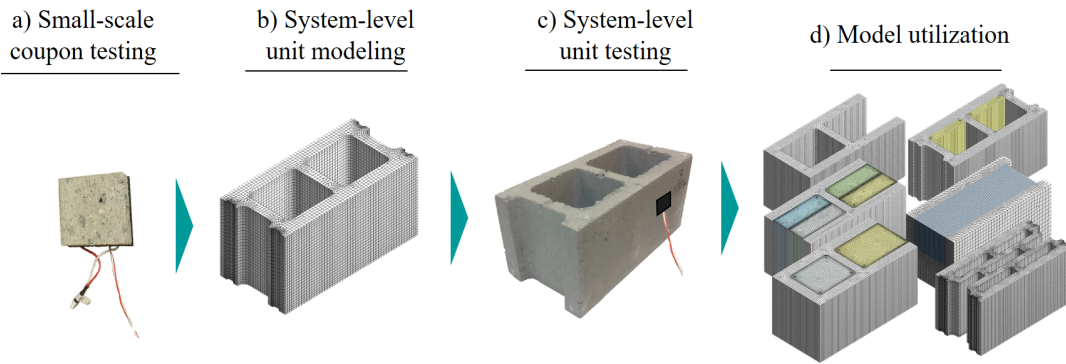 a) Small-scale
coupon testing
b) System-level
unit modeling
c) System-level
unit testing
d) Model utilization